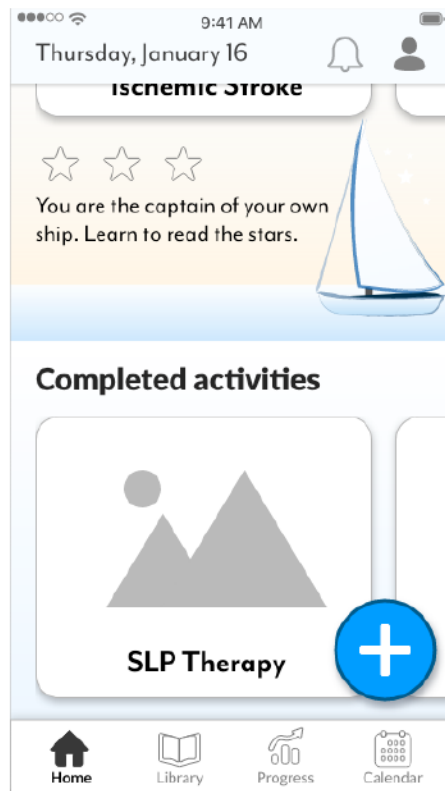 9:41 AM
Thursday, January 16
Ischemic Stroke
You are the captain of your own
ship. Learn to read the stars.
Completed activities
SLP Therapy
Home
Library
Progress
Calendar